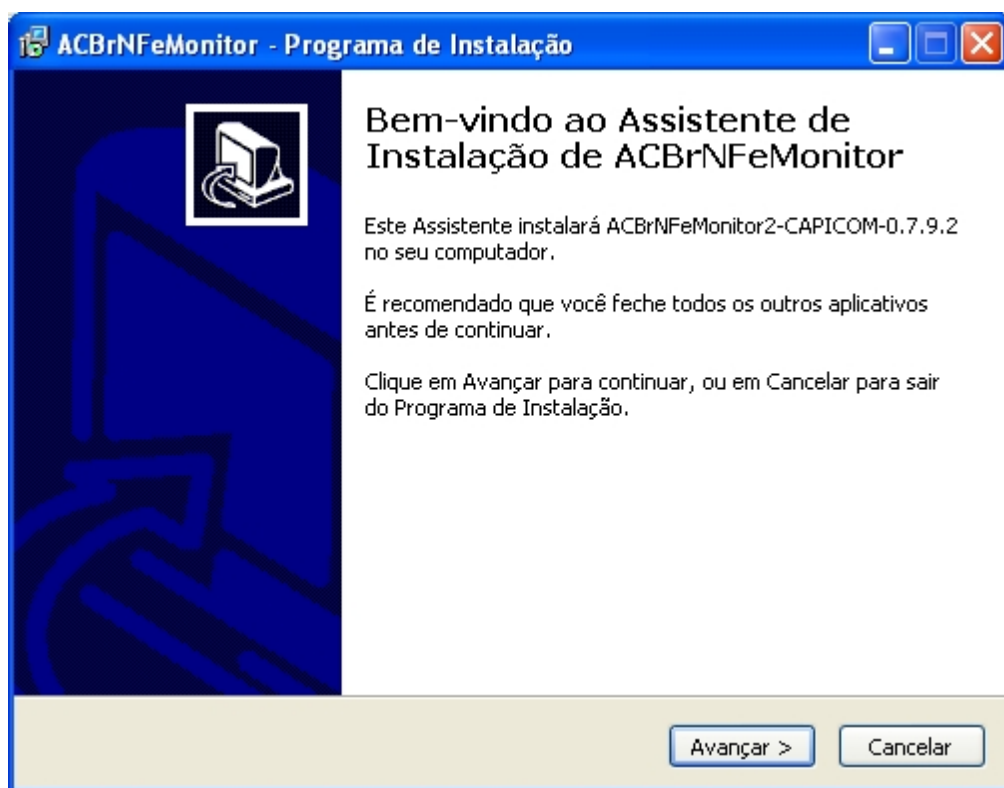 ACBrNFeMonitor - Programa de Instalação
Bem-vindo ao Assistente de
Instalação de ACBrNFeMonitor
Este Assistente instalará ACBrNFeMonitor2-CAPICOM-0.7.9.2
no seu computador.
É recomendado que você feche todos os outros aplicativos
antes de continuar.
Clique em Avançar para continuar, ou em Cancelar para sair
do Programa de Instalação.
Avançar >
Cancelar